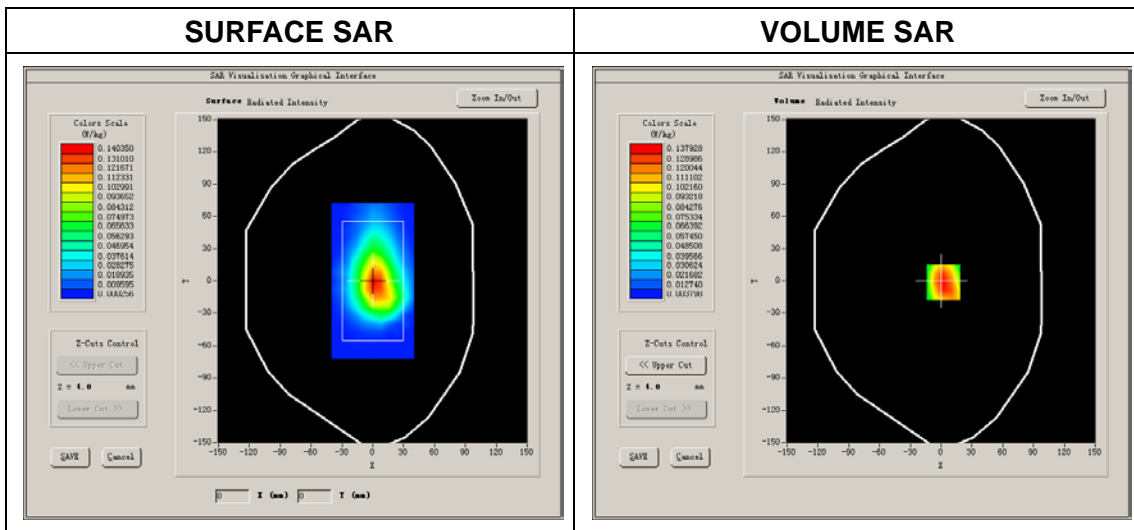 SURFACE SAR
VOLUME SAR
SAR Visualisation Graphical Interface
Surface Radiated Intensity
Zoom In/Out
Colors Scale
(W/kg)
0.140350
0.131010
0.121671
0.112331
0.102991
0.093652
0.084312
0.074973
0.065633
0.056293
0.046954
0.037614
0.028275
0.018935
0.009595
0.000256
150
120
90
60
30
0
-30
-60
-90
-120
-150
Y
-150 -120 -90 -60 -30 0 30 60 90 120 150
X
Z-Cuts Control
<< Upper Cut
Z = 4.0 mm
Lower Cut >>
SAVE Cancel
0 X (mm) 0 Y (mm)
SAR Visualisation Graphical Interface
Volume Radiated Intensity
Zoom In/Out
Colors Scale
(W/kg)
0.137928
0.128986
0.120044
0.111102
0.102160
0.093218
0.084276
0.075334
0.066392
0.057450
0.048508
0.039566
0.030624
0.021682
0.012740
0.003798
150
120
90
60
30
0
-30
-60
-90
-120
-150
Y
-150 -120 -90 -60 -30 0 30 60 90 120 150
X
Z-Cuts Control
<< Upper Cut
Z = 4.0 mm
Lower Cut >>
SAVE Cancel